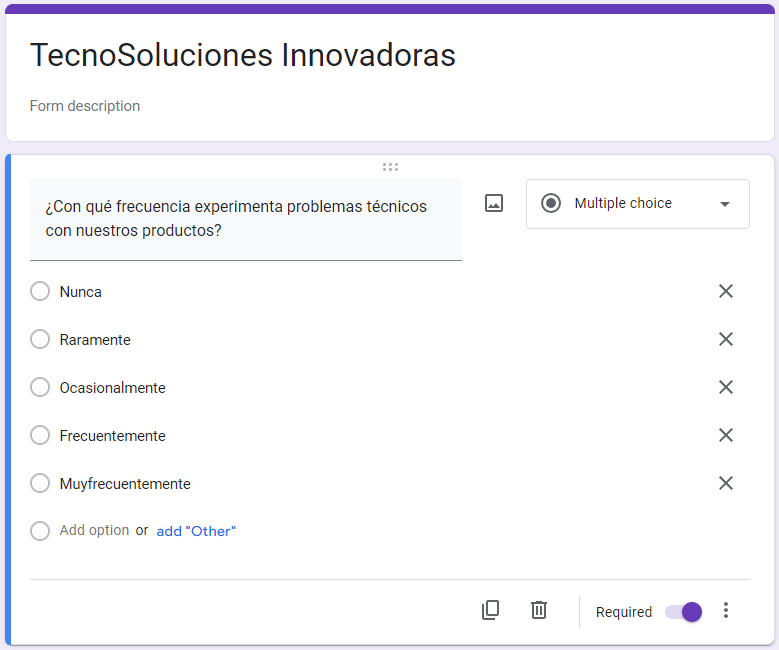 TecnoSoluciones Innovadoras
Form description
¿Con qué frecuencia experimenta problemas técnicos
con nuestros productos?
Multiple choice
Nunca
Raramente
Ocasionalmente
Frecuentemente
Muyfrecuentemente
Add option or add "Other"
Required